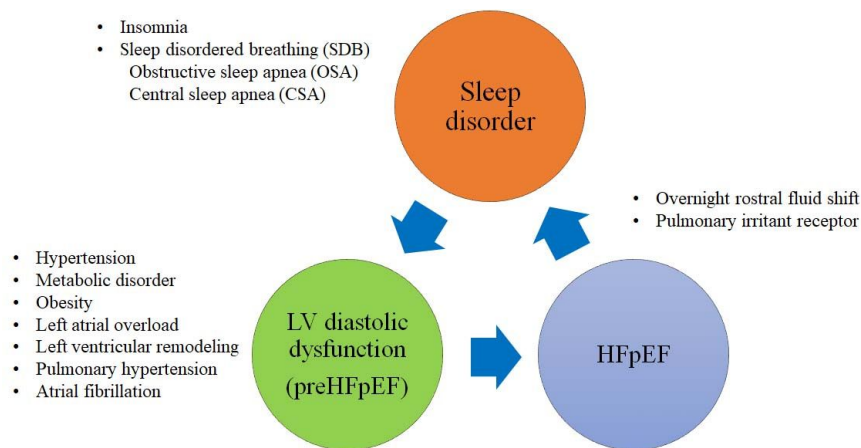 • Insomnia
• Sleep disordered breathing (SDB)
Obstructive sleep apnea (OSA)
Central sleep apnea (CSA)
Sleep
disorder
• Overnight rostral fluid shift
• Pulmonary irritant receptor
• Hypertension
• Metabolic disorder
• Obesity
• Left atrial overload
• Left ventricular remodeling
• Pulmonary hypertension
• Atrial fibrillation
LV diastolic
dysfunction
(preHFpEF)
HFpEF